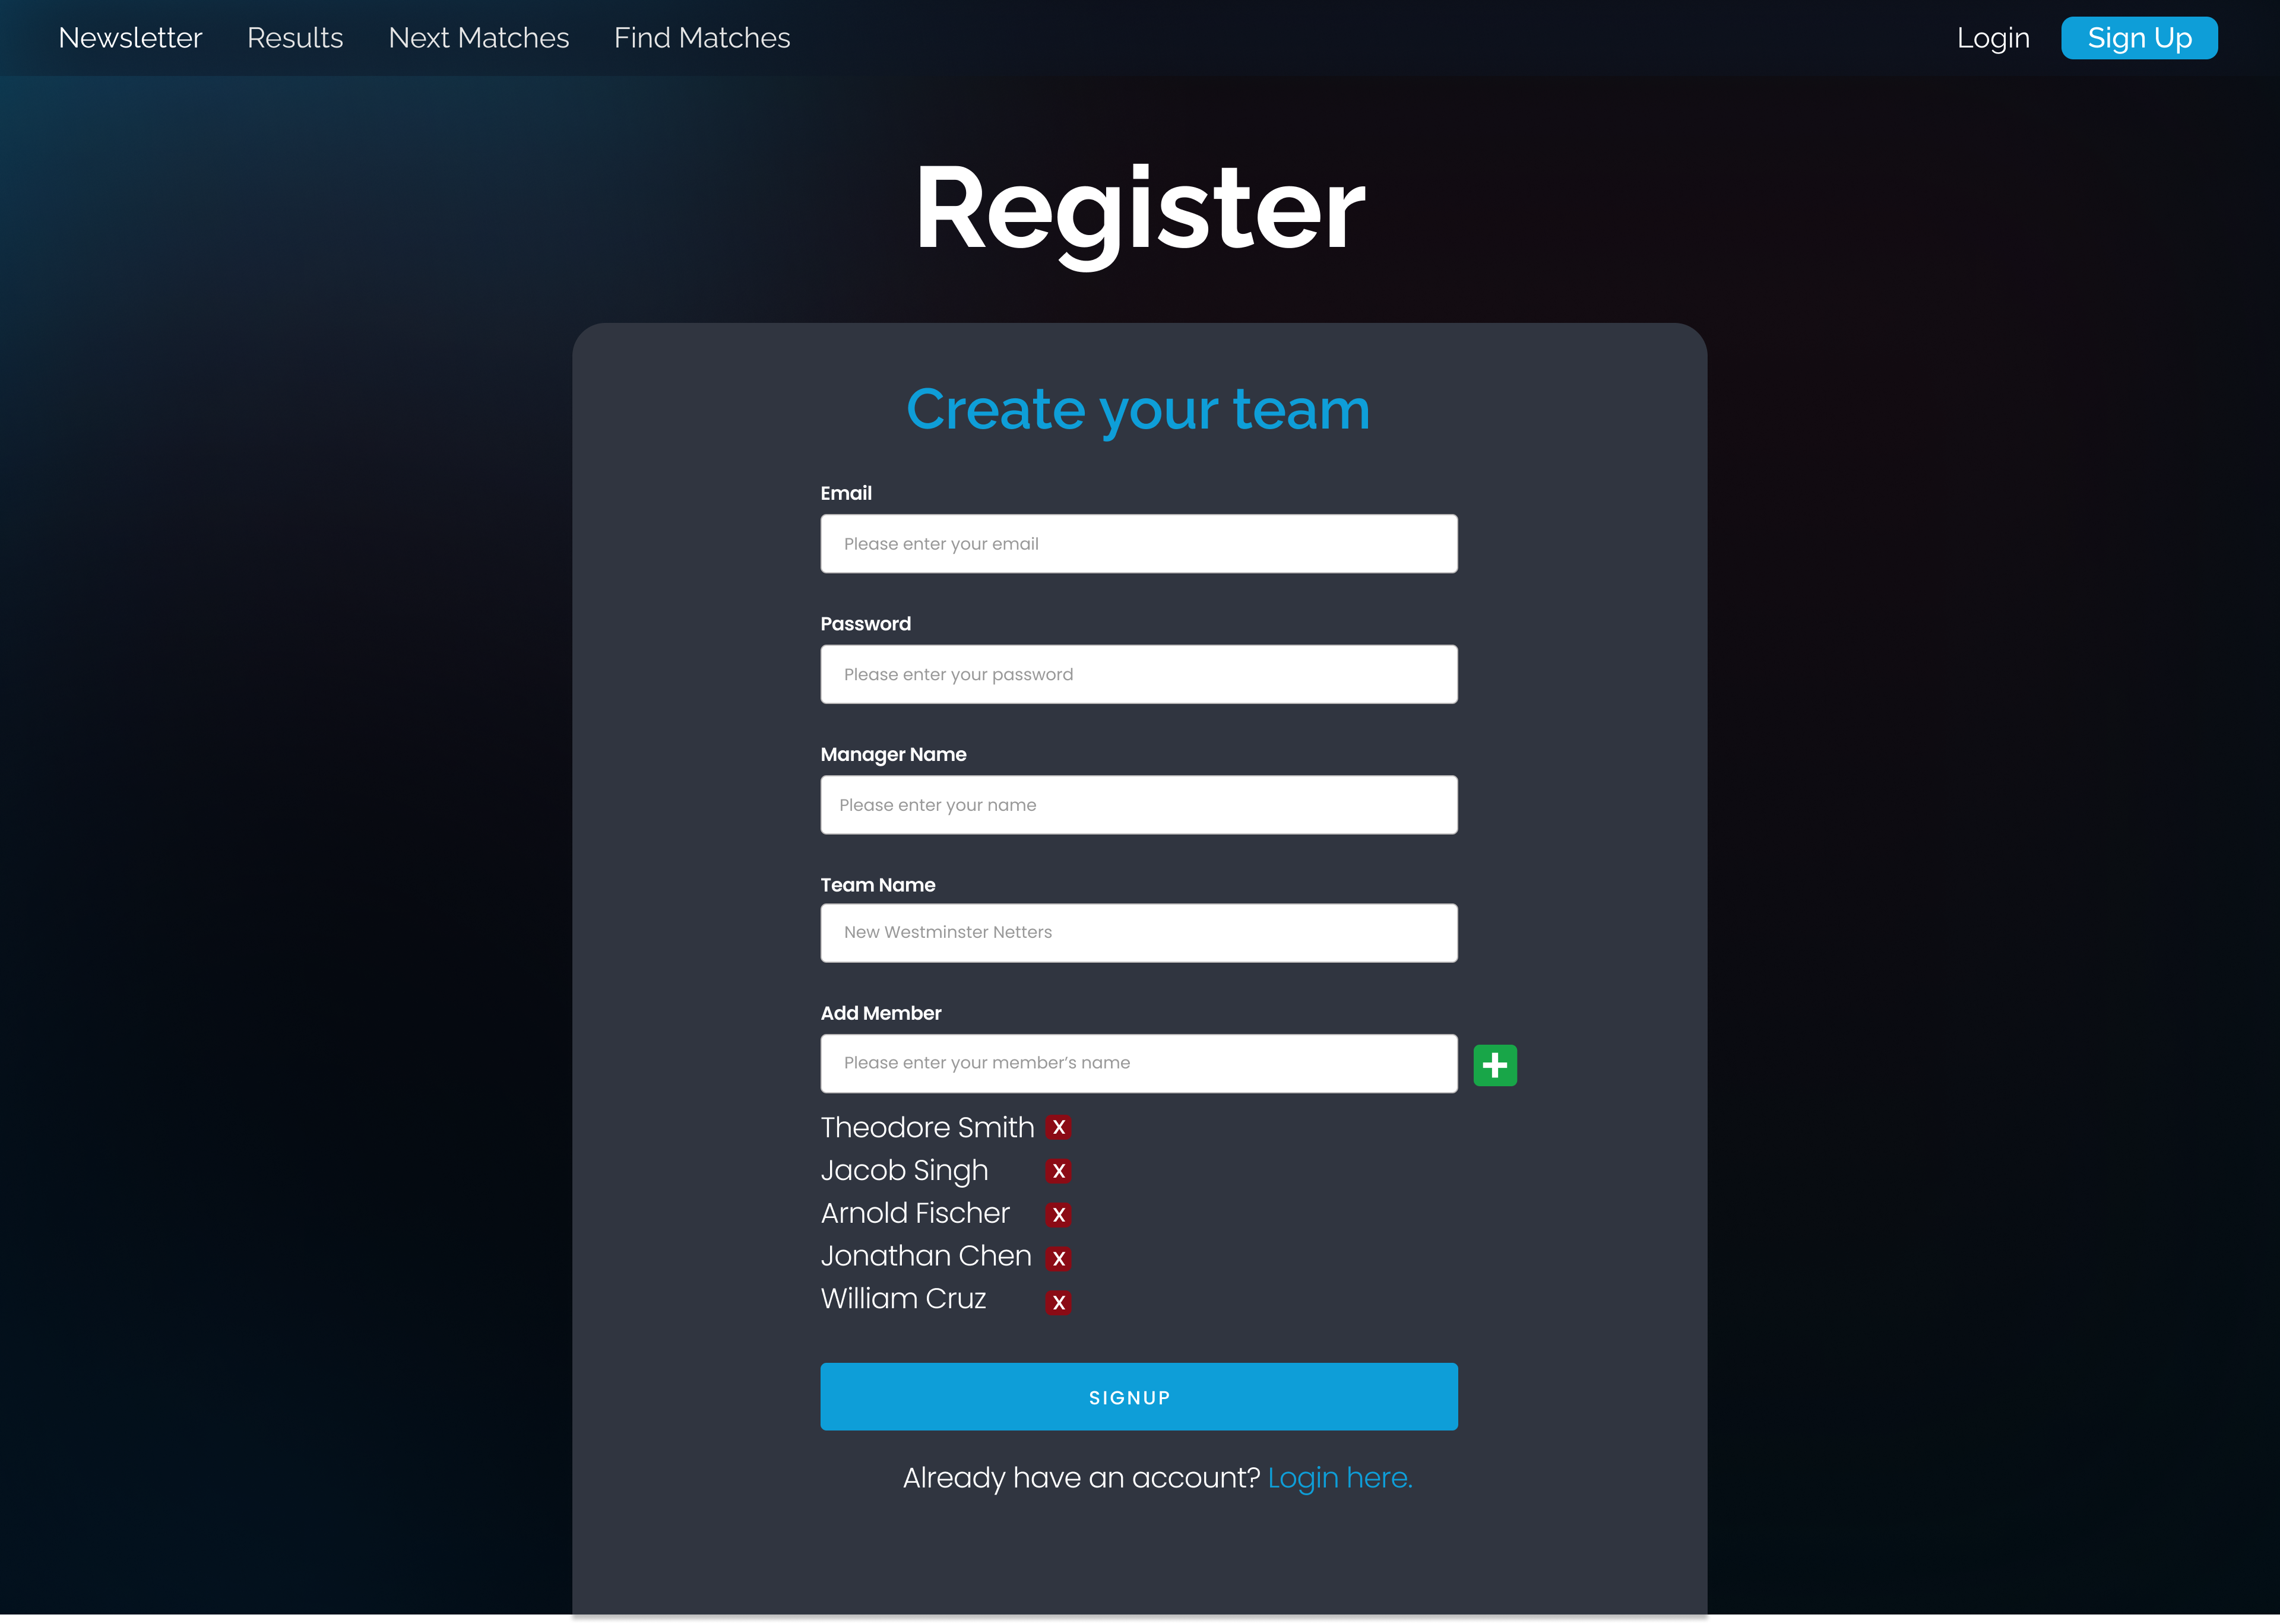 Newsletter Results Next Matches Find Matches Login Sign Up
Register
Create your team
Email
Please enter your email
Password
Please enter your password
Manager Name
Please enter your name
Team Name
New Westminster Netters
Add Member
Please enter your member’s name
Theodore Smith X
Jacob Singh X
Arnold Fischer X
Jonathan Chen X
William Cruz X
SIGNUP
Already have an account? Login here.